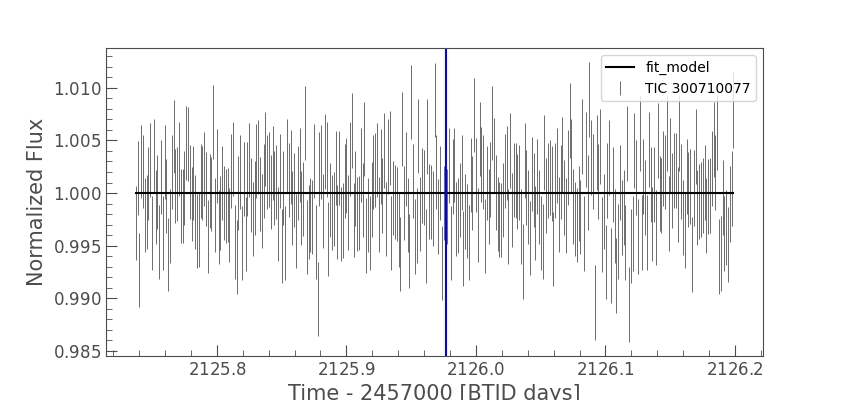 fit_model
TIC 300710077
1.010
1.005
1.000
0.995
0.990
0.985
Normalized Flux
2125.8 2125.9 2126.0 2126.1 2126.2
Time - 2457000 [BTJD days]